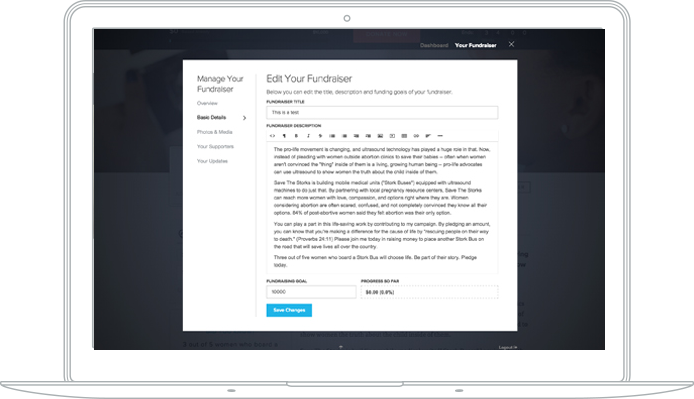 Dashboard Your Fundraiser ×
Manage Your
Fundraiser
Overview
Basic Details
Photos & Media
Your Supporters
Your Updates
Edit Your Fundraiser
Below you can edit the title, description and funding goals of your fundraiser.
FUNDRAISER TITLE
This is a test
FUNDRAISER DESCRIPTION
The pro-life movement is changing, and ultrasound technology has played a huge role in that. Now,
instead of pleading with women outside abortion clinics to save their babies -- often when women
aren't convinced the "thing" inside of them is a living, growing human being -- pro-life advocates
can use ultrasound to show women the truth about the child inside of them.
Save The Storks is building mobile medical units ("Stork Buses") equipped with ultrasound
machines to do just that. By partnering with local pregnancy resource centers, Save The Storks
can reach more women with love, compassion, and options right where they are. Women
considering abortion are often scared, confused, and not completely convinced they know all their
options. 64% of post-abortive women said they felt abortion was their only option.
You can play a part in this life-saving work by contributing to my campaign. By pledging an amount,
you can know that you're making a difference for the cause of life by "rescuing people on their way
to death." (Proverbs 24:11) Please join me today in raising money to place another Stork Bus on
the road that will save lives all over the country.
Three out of five women who board a Stork Bus will choose life. Be part of their story. Pledge
today.
FUNDRAISING GOAL
10000
PROGRESS SO FAR
$0.00 (0.0%)
Save Changes
Logout